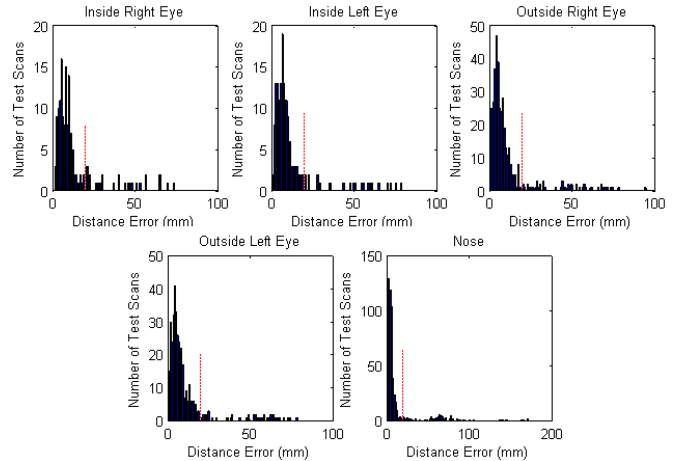 Inside Right Eye
Inside Left Eye
Outside Right Eye
Number of Test Scans
20
15
10
5
0
0 50 100
Distance Error (mm)
Number of Test Scans
20
15
10
5
0
0 50 100
Distance Error (mm)
Number of Test Scans
50
40
30
20
10
0
0 50 100
Distance Error (mm)
Outside Left Eye
Nose
Number of Test Scans
50
40
30
20
10
0
0 50 100
Distance Error (mm)
Number of Test Scans
150
100
50
0
0 100 200
Distance Error (mm)